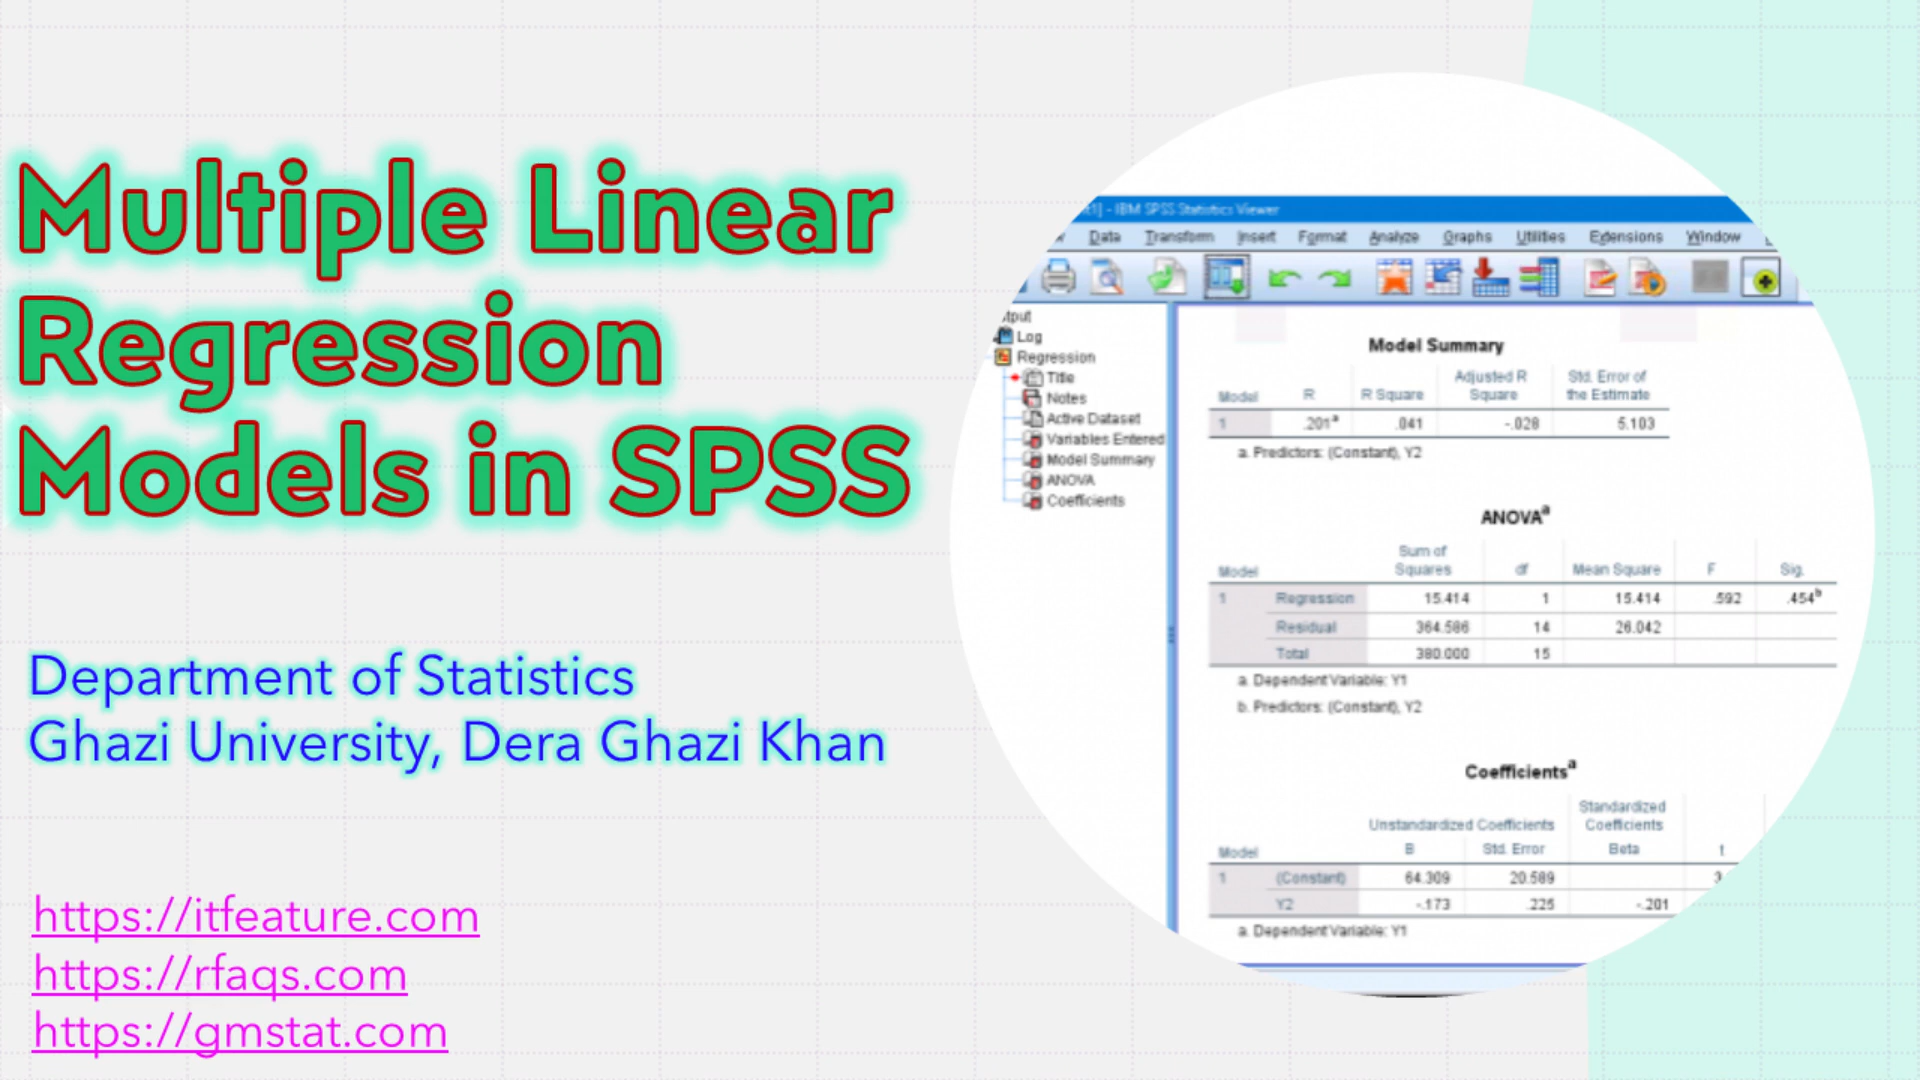 Multiple Linear
Regression
Models in SPSS
Department of Statistics
Ghazi University, Dera Ghazi Khan
https://itfeature.com
https://rfaqs.com
https://gmstat.com
- IBM SPSS Statistics Viewer
Data Transform Insert Format Analyze Graphs Utilities Extensions Window
Log
Regression
Title
Notes
Active Dataset
Variables Entered
Model Summary
ANOVA
Coefficients
Model Summary
Model R R Square Adjusted R Square Std. Error of the Estimate
1 .201a .041 -.028 5.103
a. Predictors: (Constant), Y2
ANOVAa
Model Sum of Squares df Mean Square F Sig.
1 Regression 15.414 1 15.414 .592 .454b
Residual 364.586 14 26.042
Total 380.000 15
a. Dependent Variable: Y1
b. Predictors: (Constant), Y2
Coefficientsa
Unstandardized Coefficients Standardized Coefficients
Model B Std. Error Beta t
1 (Constant) 64.309 20.589
Y2 -.173 .225 -.201
a. Dependent Variable: Y1